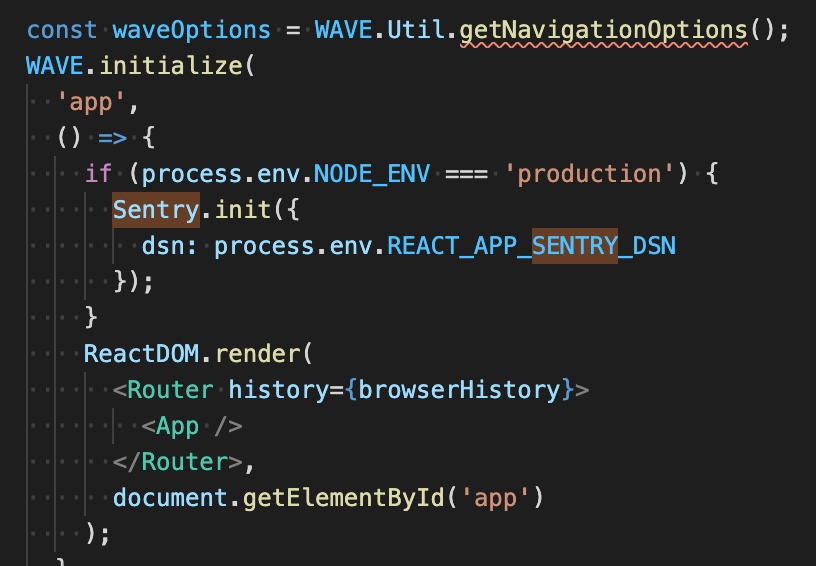 const waveOptions = WAVE.Util.getNavigationOptions();
WAVE.initialize(
  'app',
  () => {
    if (process.env.NODE_ENV === 'production') {
      Sentry.init({
        dsn: process.env.REACT_APP_SENTRY_DSN
      });
    }
    ReactDOM.render(
      <Router history={browserHistory}>
        <App />
      </Router>,
      document.getElementById('app')
    );
  }